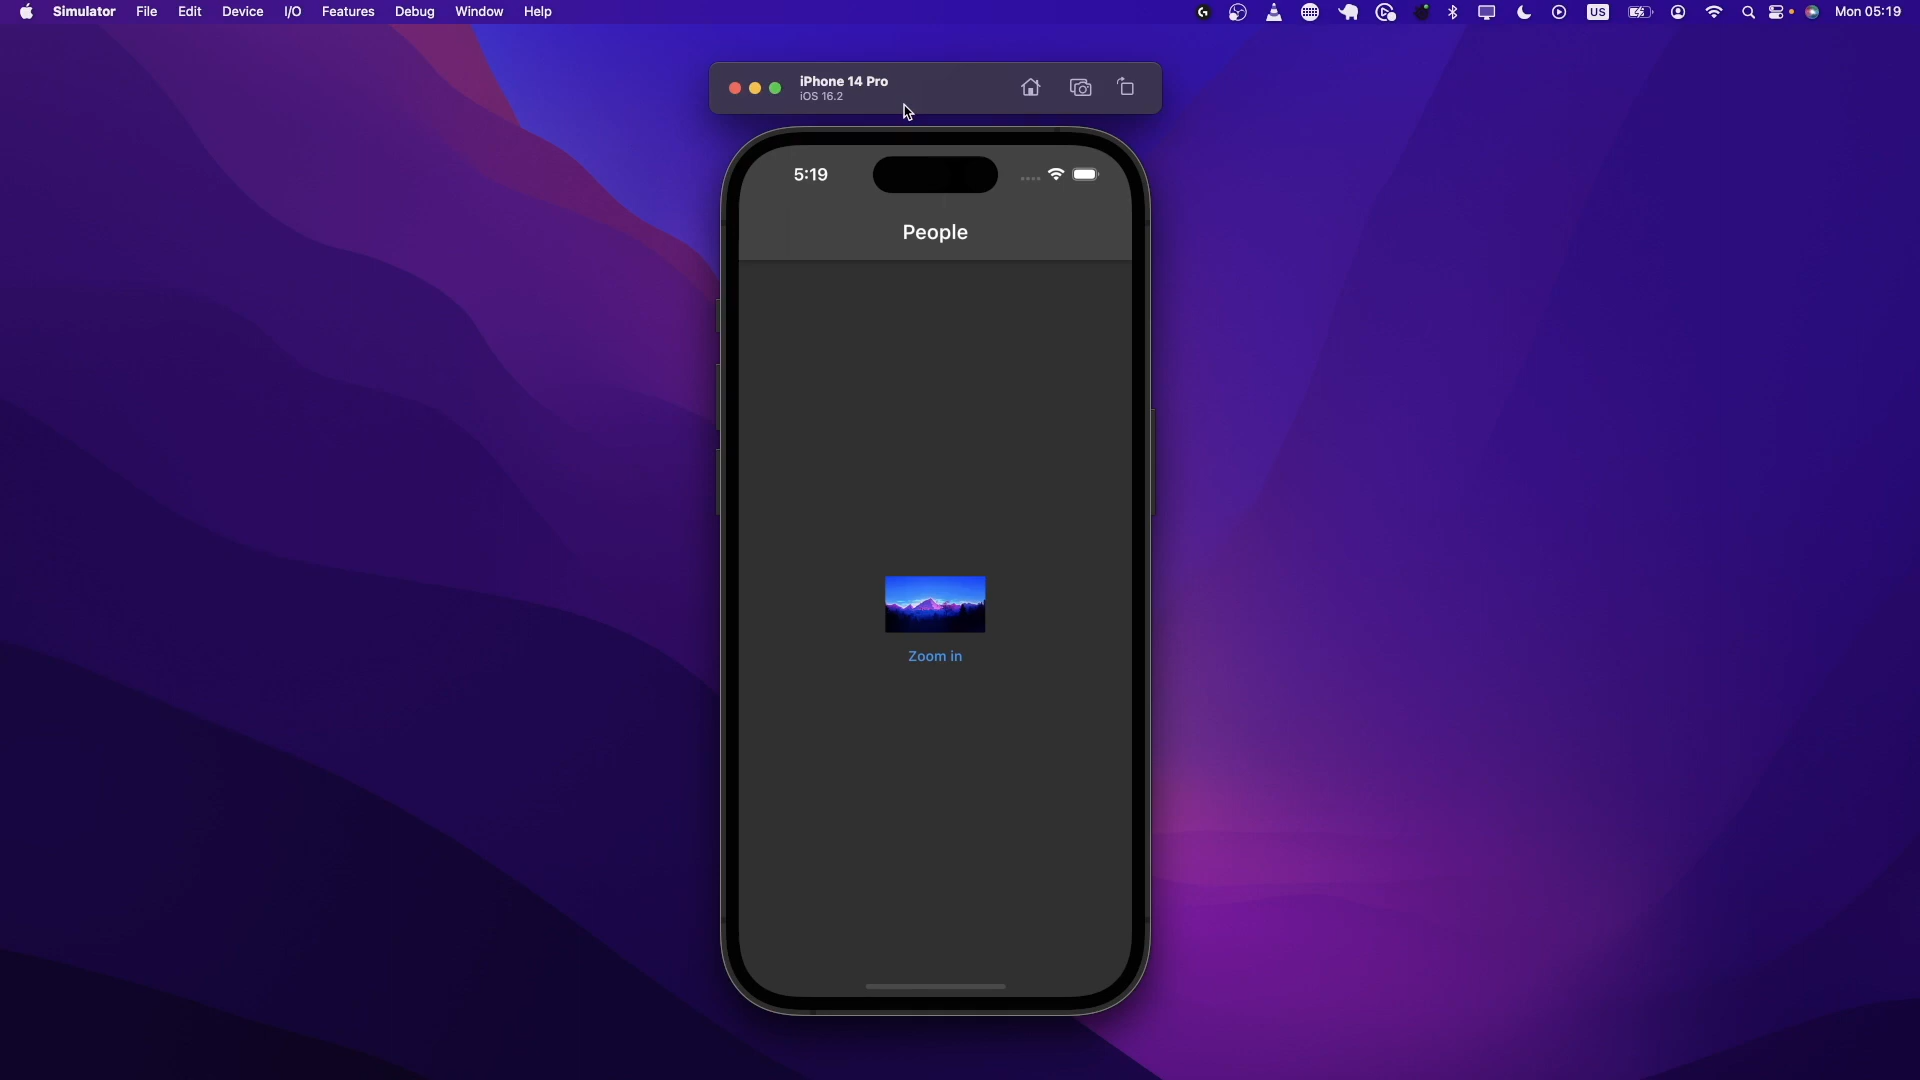 Simulator File Edit Device I/O Features Debug Window Help US Mon 05:19
iPhone 14 Pro
iOS 16.2
5:19
People
Zoom in